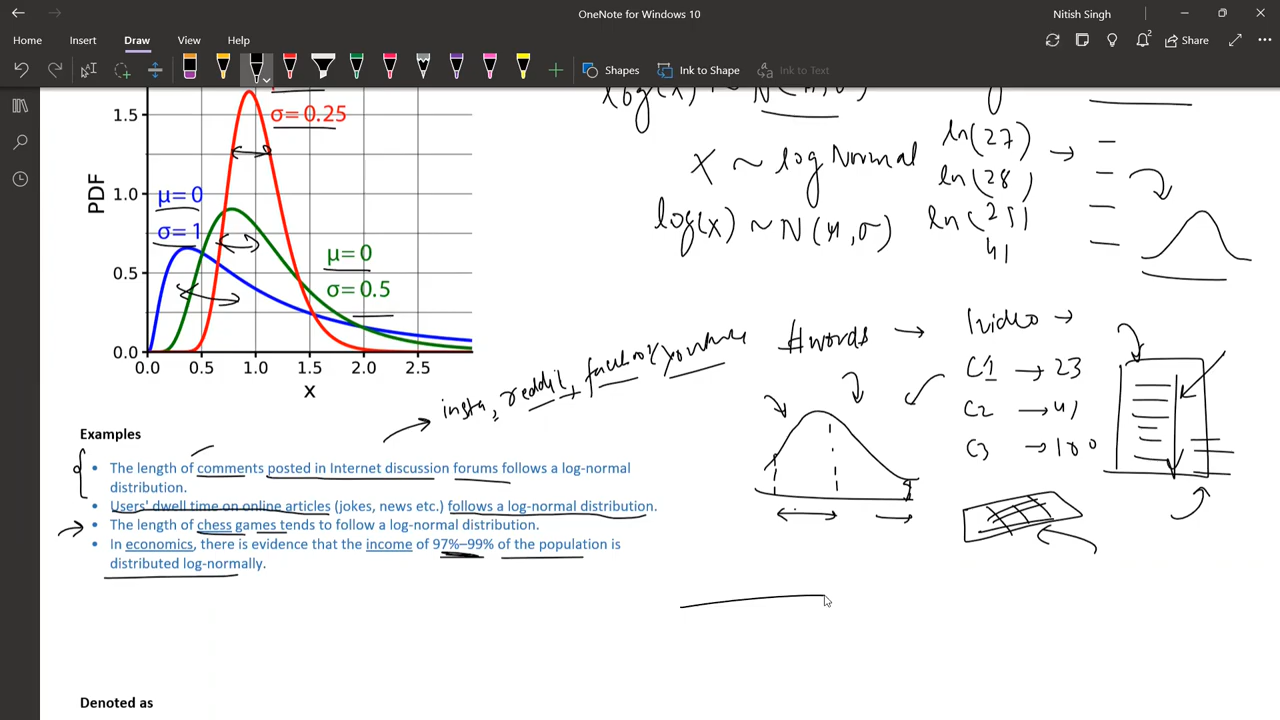 OneNote for Windows 10
Nitish Singh
Home Insert Draw View Help
Share
Shapes Ink to Shape Ink to Text
1.5
1.0
0.5
0.0
PDF
0.0 0.5 1.0 1.5 2.0 2.5
x
σ= 0.25
μ= 0
σ= 1
μ= 0
σ= 0.5
log(x) ~ N(μ, σ)
X ~ log Normal
log(x) ~ N(μ, σ)
ln(27)
ln(28)
ln(25)
41
insta, reddit, facebook youtube
#words → 1video →
C1 → 23
C2 → 41
C3 → 100
Examples
• The length of comments posted in Internet discussion forums follows a log-normal
distribution.
• Users' dwell time on online articles (jokes, news etc.) follows a log-normal distribution.
• The length of chess games tends to follow a log-normal distribution.
• In economics, there is evidence that the income of 97%–99% of the population is
distributed log-normally.
Denoted as